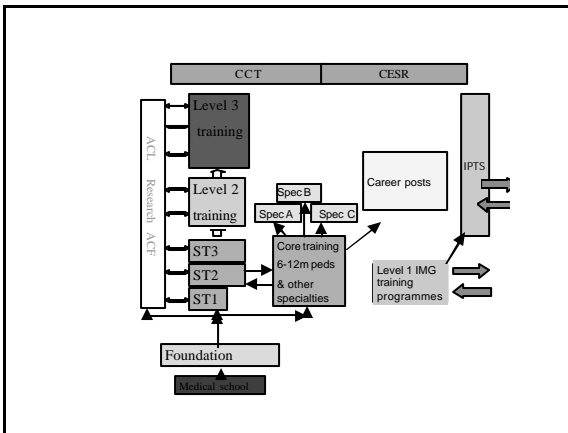 CCT
CESR
Level 3
training
ACL Research ACF
Level 2
training
IPTS
Career posts
Spec B
Spec A
Spec C
ST3
ST2
ST1
Core training
6-12m peds
& other
specialties
Level 1 IMG
training
programmes
Foundation
Medical school